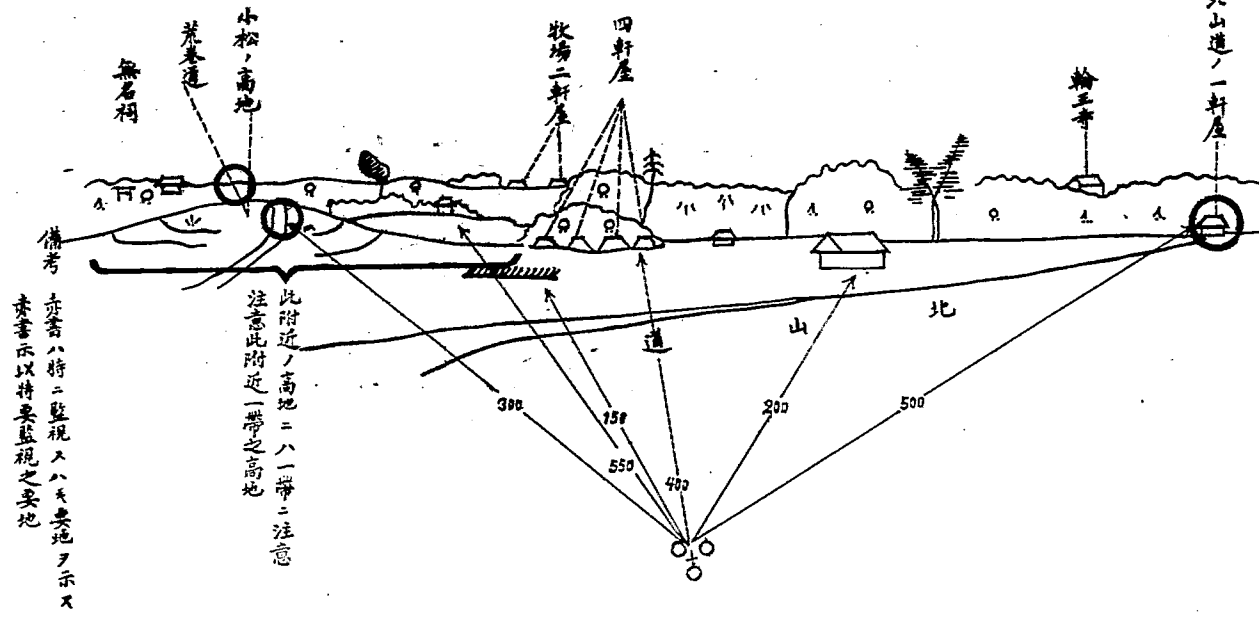 北山道ノ一軒屋
輪王寺
四軒屋
牧場二軒屋
小松ノ高地
荒巻道
無名祠
北
山
道
300
150
550
400
200
500
此附近ノ高地ニハ一帶ニ注意
注意此附近一帶之高地
備考
赤書ハ特ニ監視スハキ要地ヲ示ス
赤書示以特要監視之要地